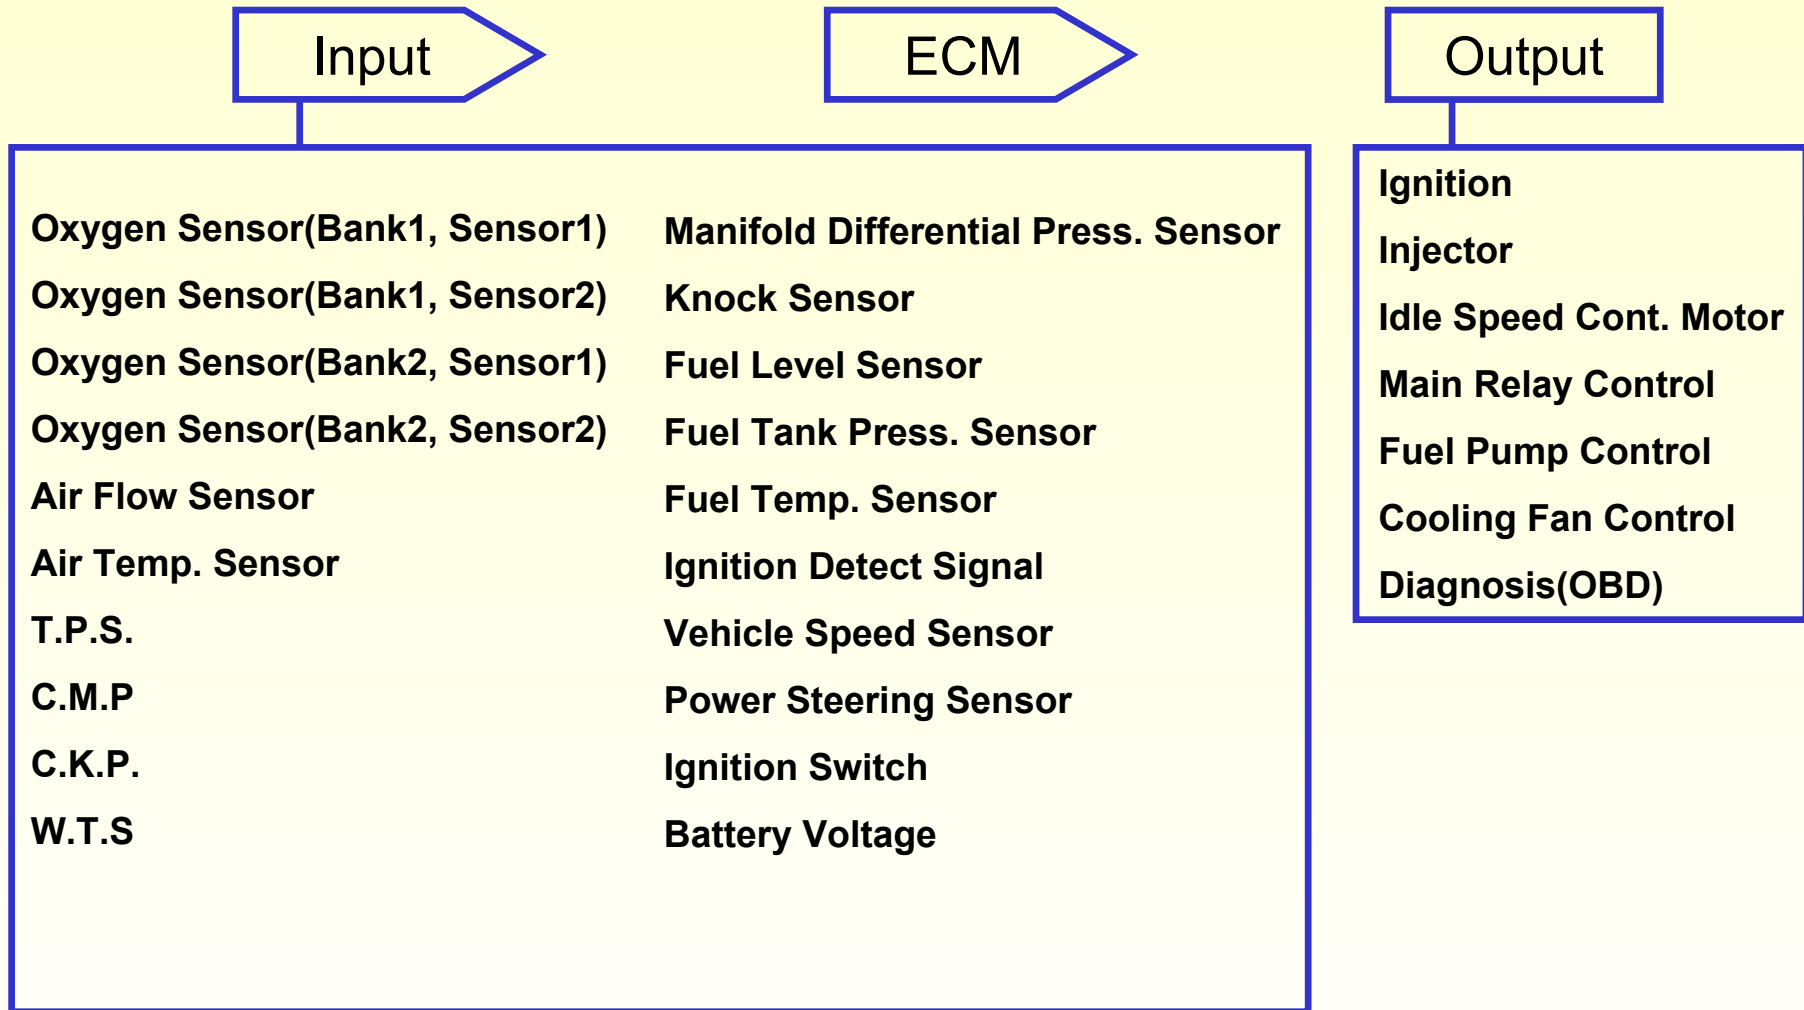 Input
ECM
Output
Oxygen Sensor(Bank1, Sensor1)
Oxygen Sensor(Bank1, Sensor2)
Oxygen Sensor(Bank2, Sensor1)
Oxygen Sensor(Bank2, Sensor2)
Air Flow Sensor
Air Temp. Sensor
T.P.S.
C.M.P
C.K.P.
W.T.S
Manifold Differential Press. Sensor
Knock Sensor
Fuel Level Sensor
Fuel Tank Press. Sensor
Fuel Temp. Sensor
Ignition Detect Signal
Vehicle Speed Sensor
Power Steering Sensor
Ignition Switch
Battery Voltage
Ignition
Injector
Idle Speed Cont. Motor
Main Relay Control
Fuel Pump Control
Cooling Fan Control
Diagnosis(OBD)